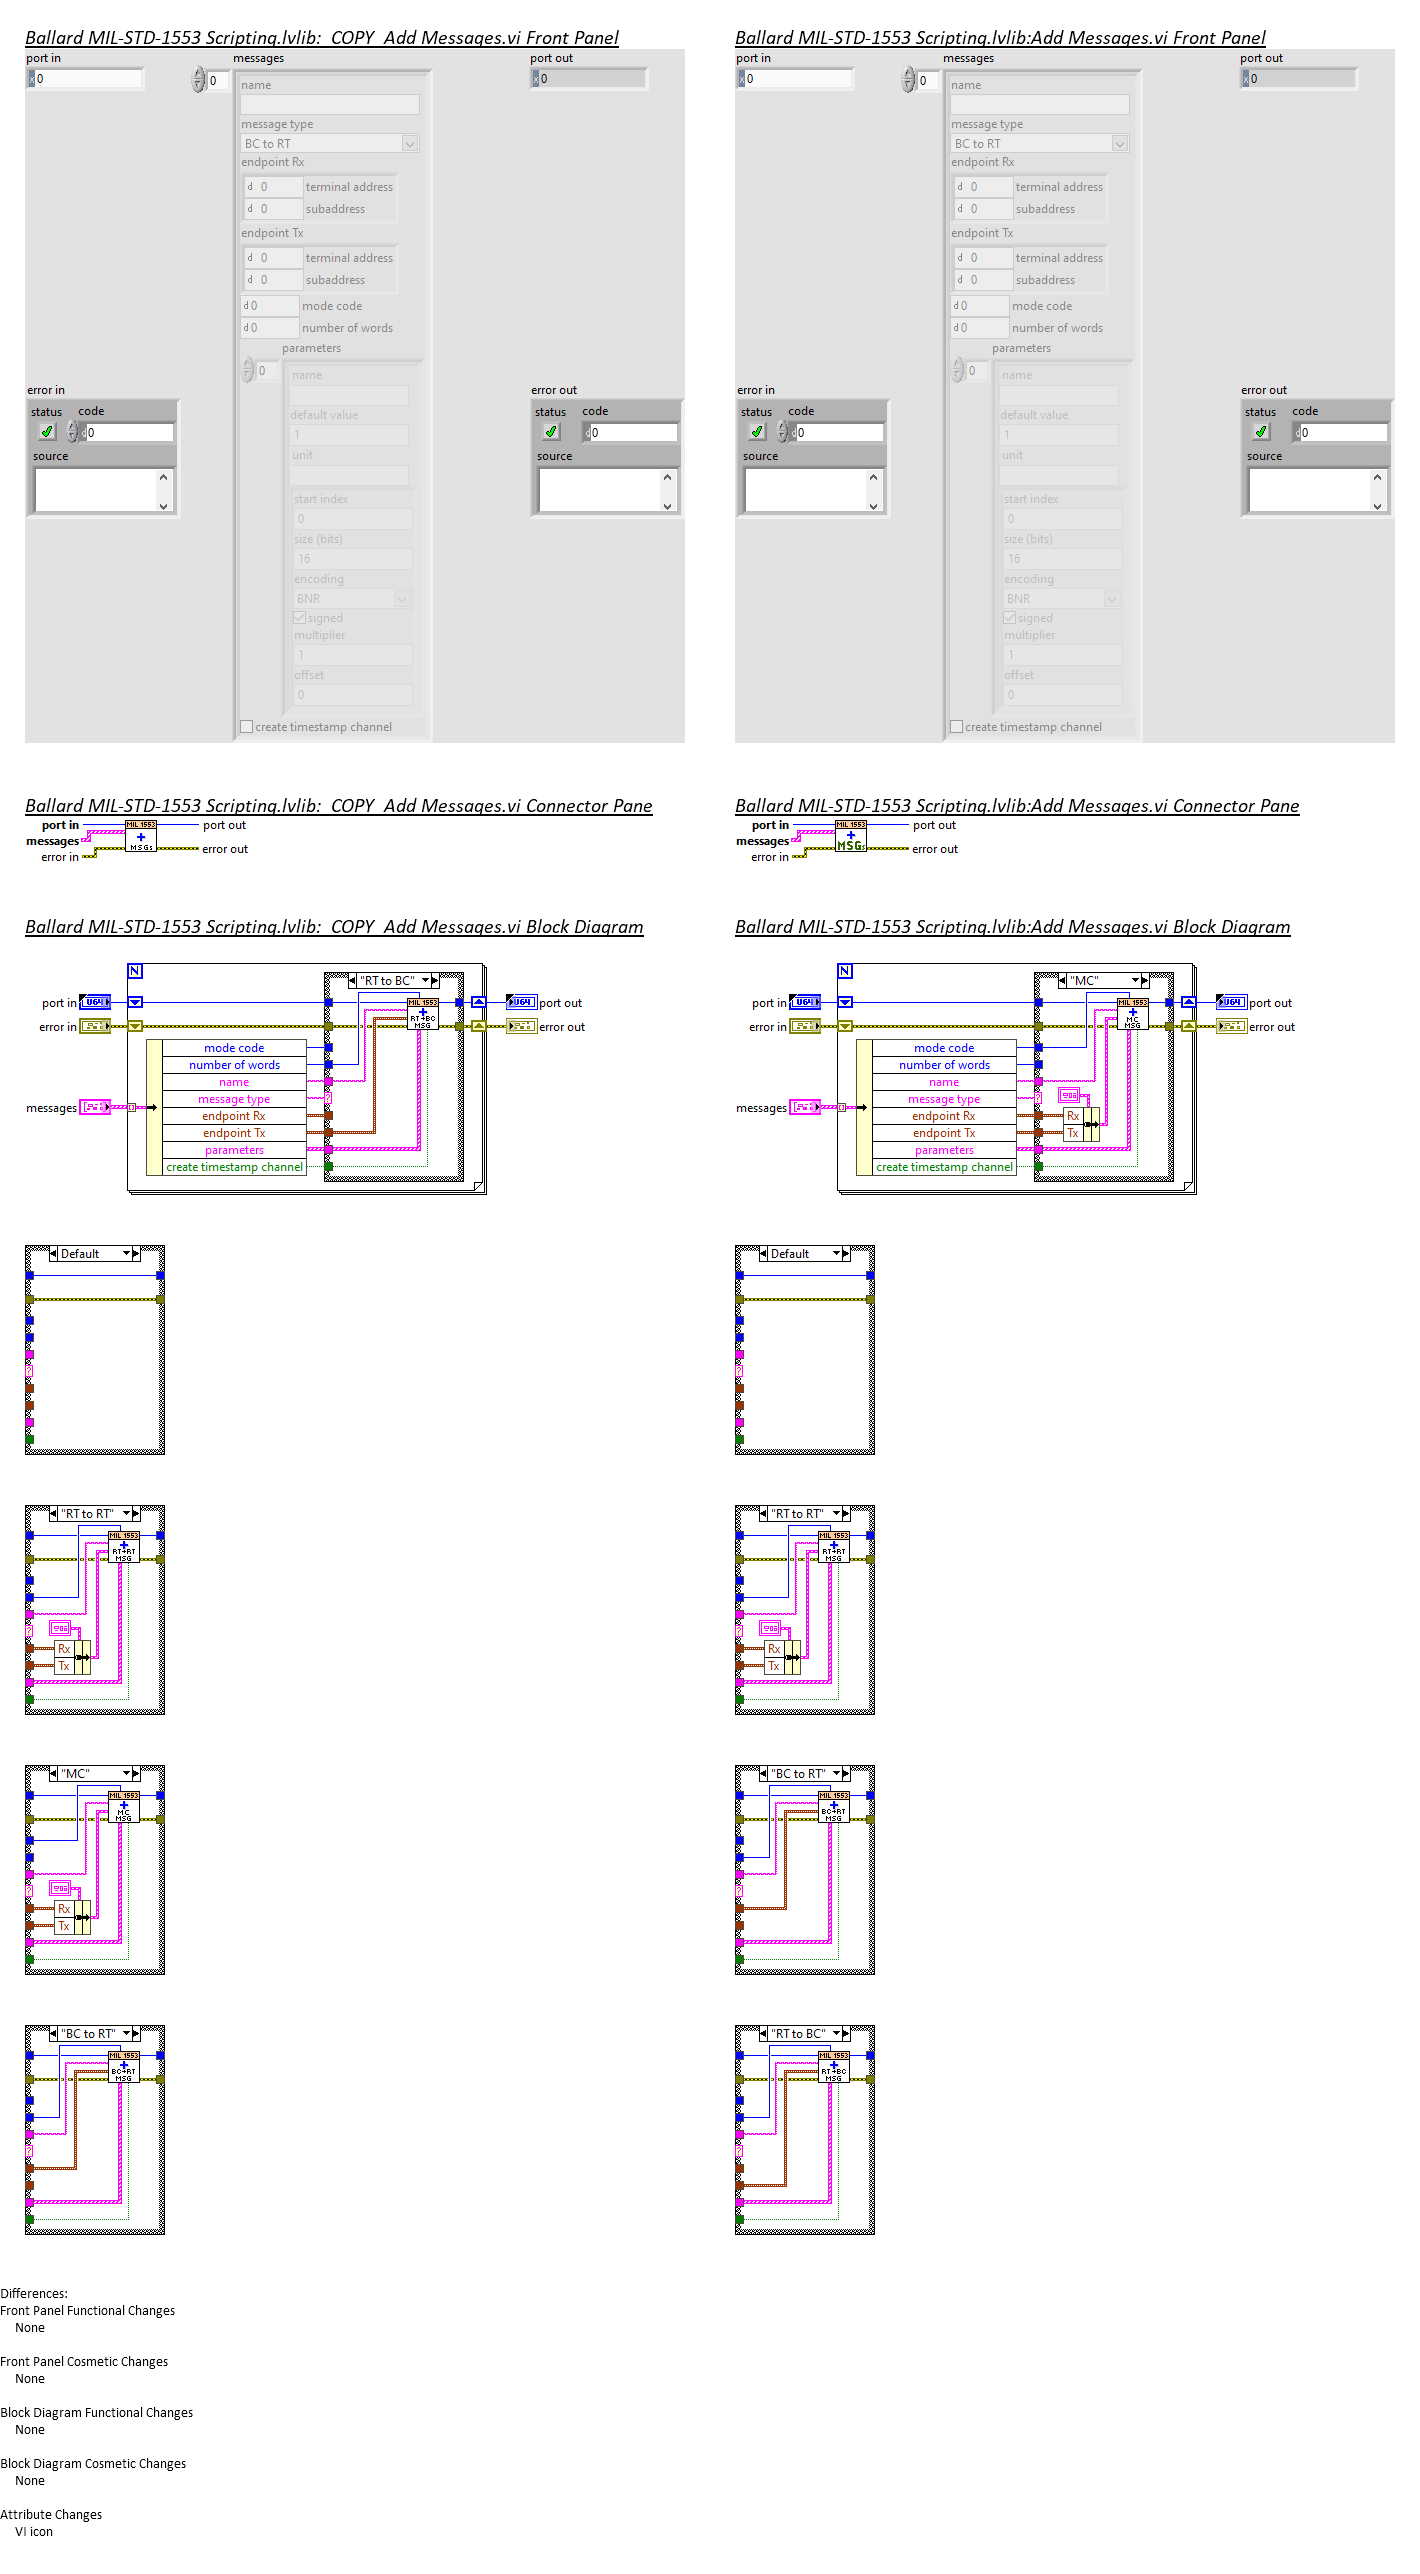 Ballard MIL-STD-1553 Scripting.lvlib:_COPY_Add Messages.vi Front Panel
port in
0
0
messages
name
message type
BC to RT
endpoint Rx
d 0 terminal address
d 0 subaddress
endpoint Tx
d 0 terminal address
d 0 subaddress
d 0 mode code
d 0 number of words
parameters
0
name
default value
1
unit
start index
0
size (bits)
16
encoding
BNR
signed
multiplier
1
offset
0
create timestamp channel
port out
x 0
error in
status code
d 0
source
error out
status code
d 0
source
Ballard MIL-STD-1553 Scripting.lvlib:Add Messages.vi Front Panel
port in
x 0
0
messages
name
message type
BC to RT
endpoint Rx
d 0 terminal address
d 0 subaddress
endpoint Tx
d 0 terminal address
d 0 subaddress
d 0 mode code
d 0 number of words
parameters
0
name
default value
1
unit
start index
0
size (bits)
16
encoding
BNR
signed
multiplier
1
offset
0
create timestamp channel
port out
x 0
error in
status code
d 0
source
error out
status code
d 0
source
Ballard MIL-STD-1553 Scripting.lvlib:_COPY_Add Messages.vi Connector Pane
port in MIL 1553 port out
messages
MSGs
error in error out
Ballard MIL-STD-1553 Scripting.lvlib:Add Messages.vi Connector Pane
port in MIL 1553 port out
messages
MSGs
error in error out
Ballard MIL-STD-1553 Scripting.lvlib:_COPY_Add Messages.vi Block Diagram
N
"RT to BC"
port in U64 MIL 1553 U64 port out
error in RT→BC MSG error out
mode code
number of words
name
messages message type
endpoint Rx
endpoint Tx
parameters
create timestamp channel
Ballard MIL-STD-1553 Scripting.lvlib:Add Messages.vi Block Diagram
N
"MC"
port in U64 MIL 1553 U64 port out
error in MC MSG error out
mode code
number of words
name
messages message type
endpoint Rx Rx
endpoint Tx Tx
parameters
create timestamp channel
Default
Default
"RT to RT"
MIL 1553
RT→RT
MSG
Rx
Tx
"RT to RT"
MIL 1553
RT→RT
MSG
Rx
Tx
"MC"
MIL 1553
MC
MSG
Rx
Tx
"BC to RT"
MIL 1553
BC→RT
MSG
"BC to RT"
MIL 1553
BC→RT
MSG
"RT to BC"
MIL 1553
RT→BC
MSG
Differences:
Front Panel Functional Changes
None
Front Panel Cosmetic Changes
None
Block Diagram Functional Changes
None
Block Diagram Cosmetic Changes
None
Attribute Changes
VI icon